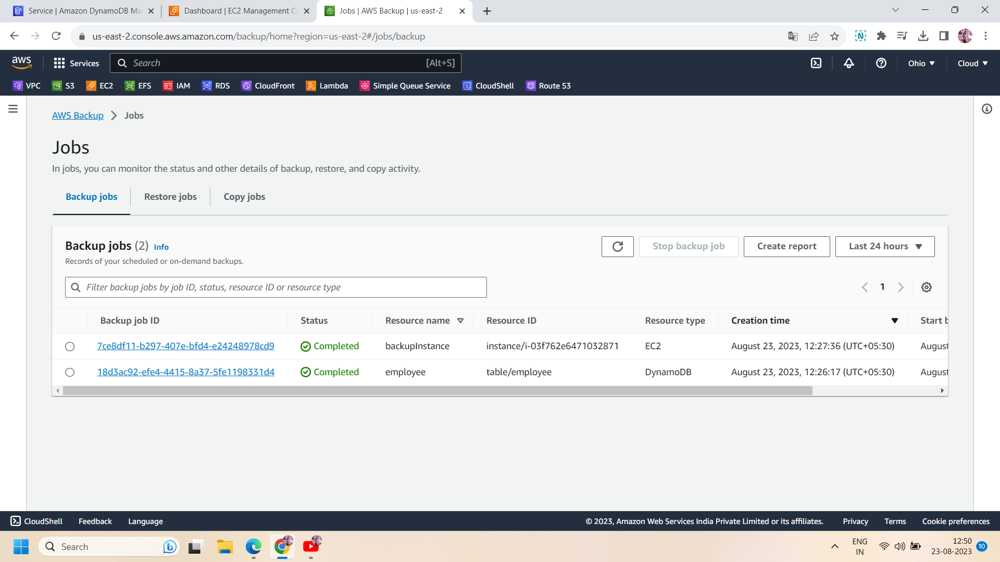 Service | Amazon DynamoDB Ma
Dashboard | EC2 Management Co
Jobs | AWS Backup | us-east-2
us-east-2.console.aws.amazon.com/backup/home?region=us-east-2#/jobs/backup
aws
Services
Search
[Alt+S]
Ohio
Cloud
VPC
S3
EC2
EFS
IAM
RDS
CloudFront
Lambda
Simple Queue Service
CloudShell
Route 53
AWS Backup
Jobs
Jobs
In jobs, you can monitor the status and other details of backup, restore, and copy activity.
Backup jobs
Restore jobs
Copy jobs
Backup jobs (2) Info
Records of your scheduled or on-demand backups.
Stop backup job
Create report
Last 24 hours
Filter backup jobs by job ID, status, resource ID or resource type
1
Backup job ID Status Resource name Resource ID Resource type Creation time Start b
7ce8df11-b297-407e-bfd4-e24248978cd9 Completed backupInstance instance/i-03f762e6471032871 EC2 August 23, 2023, 12:27:36 (UTC+05:30) August
18d3ac92-efe4-4415-8a37-5fe1198331d4 Completed employee table/employee DynamoDB August 23, 2023, 12:26:17 (UTC+05:30) August
CloudShell
Feedback
Language
© 2023, Amazon Web Services India Private Limited or its affiliates.
Privacy
Terms
Cookie preferences
Search
ENG
IN
12:50
23-08-2023
10